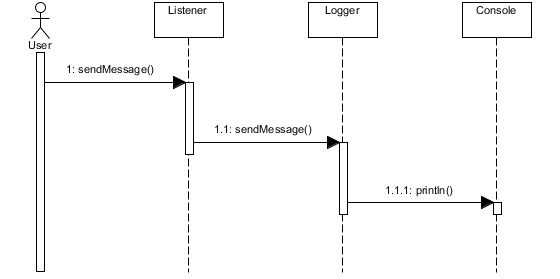 Listener
Logger
Console
User
1: sendMessage()
1.1: sendMessage()
1.1.1: println()